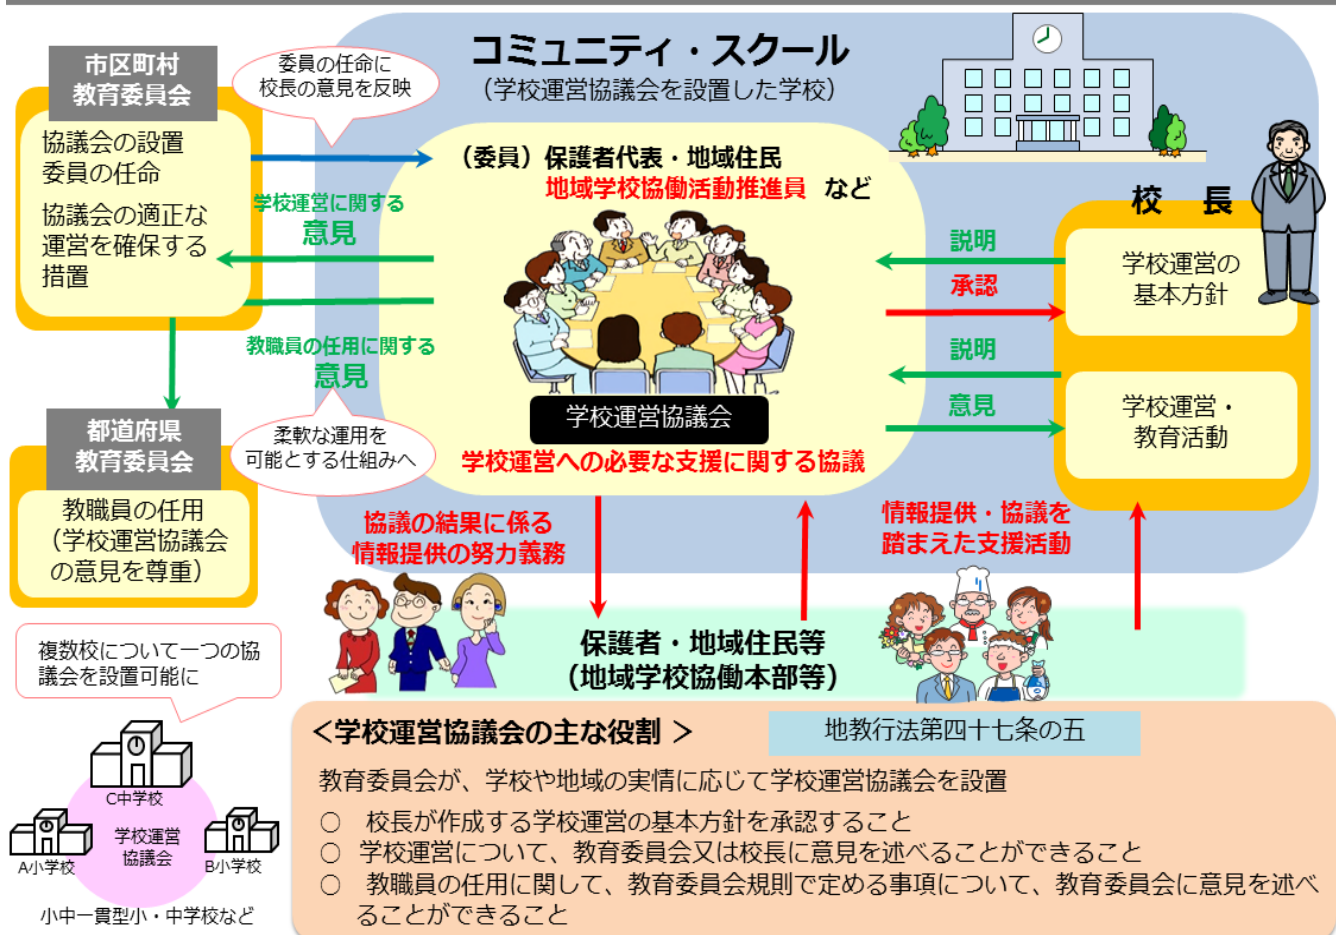 コミュニティ・スクール
（学校運営協議会を設置した学校）
市区町村
教育委員会
協議会の設置
委員の任命
協議会の適正な
運営を確保する
措置
委員の任命に
校長の意見を反映
学校運営に関する
意見
教職員の任用に関する
意見
柔軟な運用を
可能とする仕組みへ
都道府県
教育委員会
教職員の任用
（学校運営協議会
の意見を尊重）
（委員）保護者代表・地域住民
地域学校協働活動推進員 など
学校運営協議会
学校運営への必要な支援に関する協議
校 長
学校運営の
基本方針
学校運営・
教育活動
説明
承認
説明
意見
協議の結果に係る
情報提供の努力義務
情報提供・協議を
踏まえた支援活動
保護者・地域住民等
（地域学校協働本部等）
複数校について一つの協
議会を設置可能に
C中学校
学校運営
協議会
A小学校
B小学校
小中一貫型小・中学校など
＜学校運営協議会の主な役割 ＞
地教行法第四十七条の五
教育委員会が、学校や地域の実情に応じて学校運営協議会を設置
○ 校長が作成する学校運営の基本方針を承認すること
○ 学校運営について、教育委員会又は校長に意見を述べることができること
○ 教職員の任用に関して、教育委員会規則で定める事項について、教育委員会に意見を述べ
ることができること